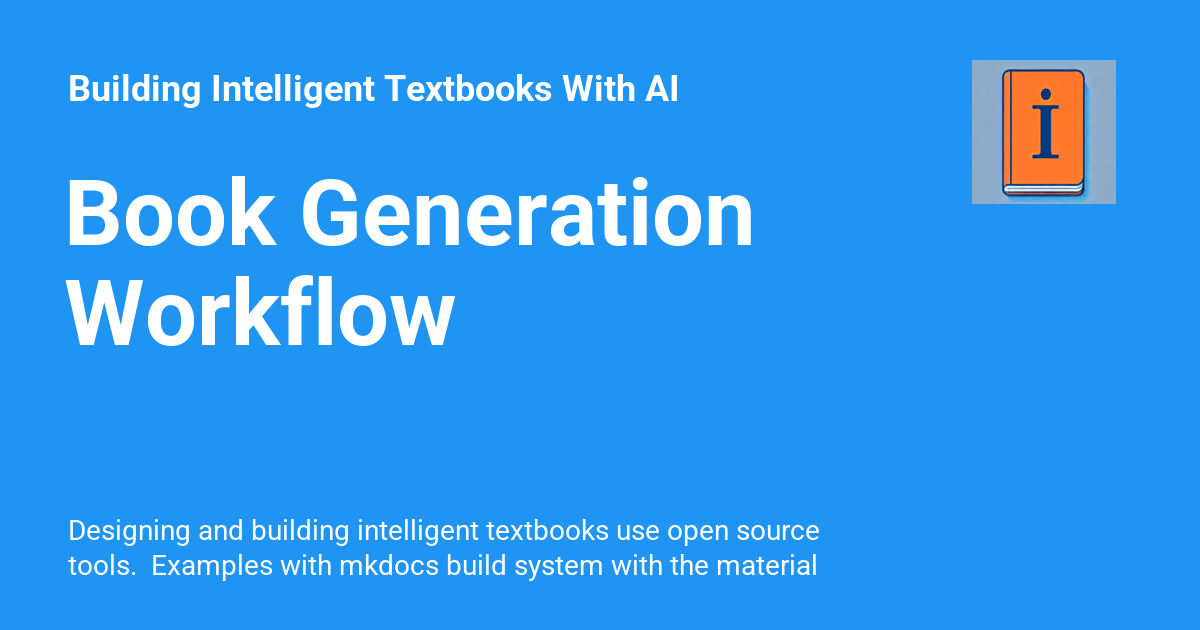 Building Intelligent Textbooks With AI
i
Book Generation
Workflow
Designing and building intelligent textbooks use open source
tools.  Examples with mkdocs build system with the material